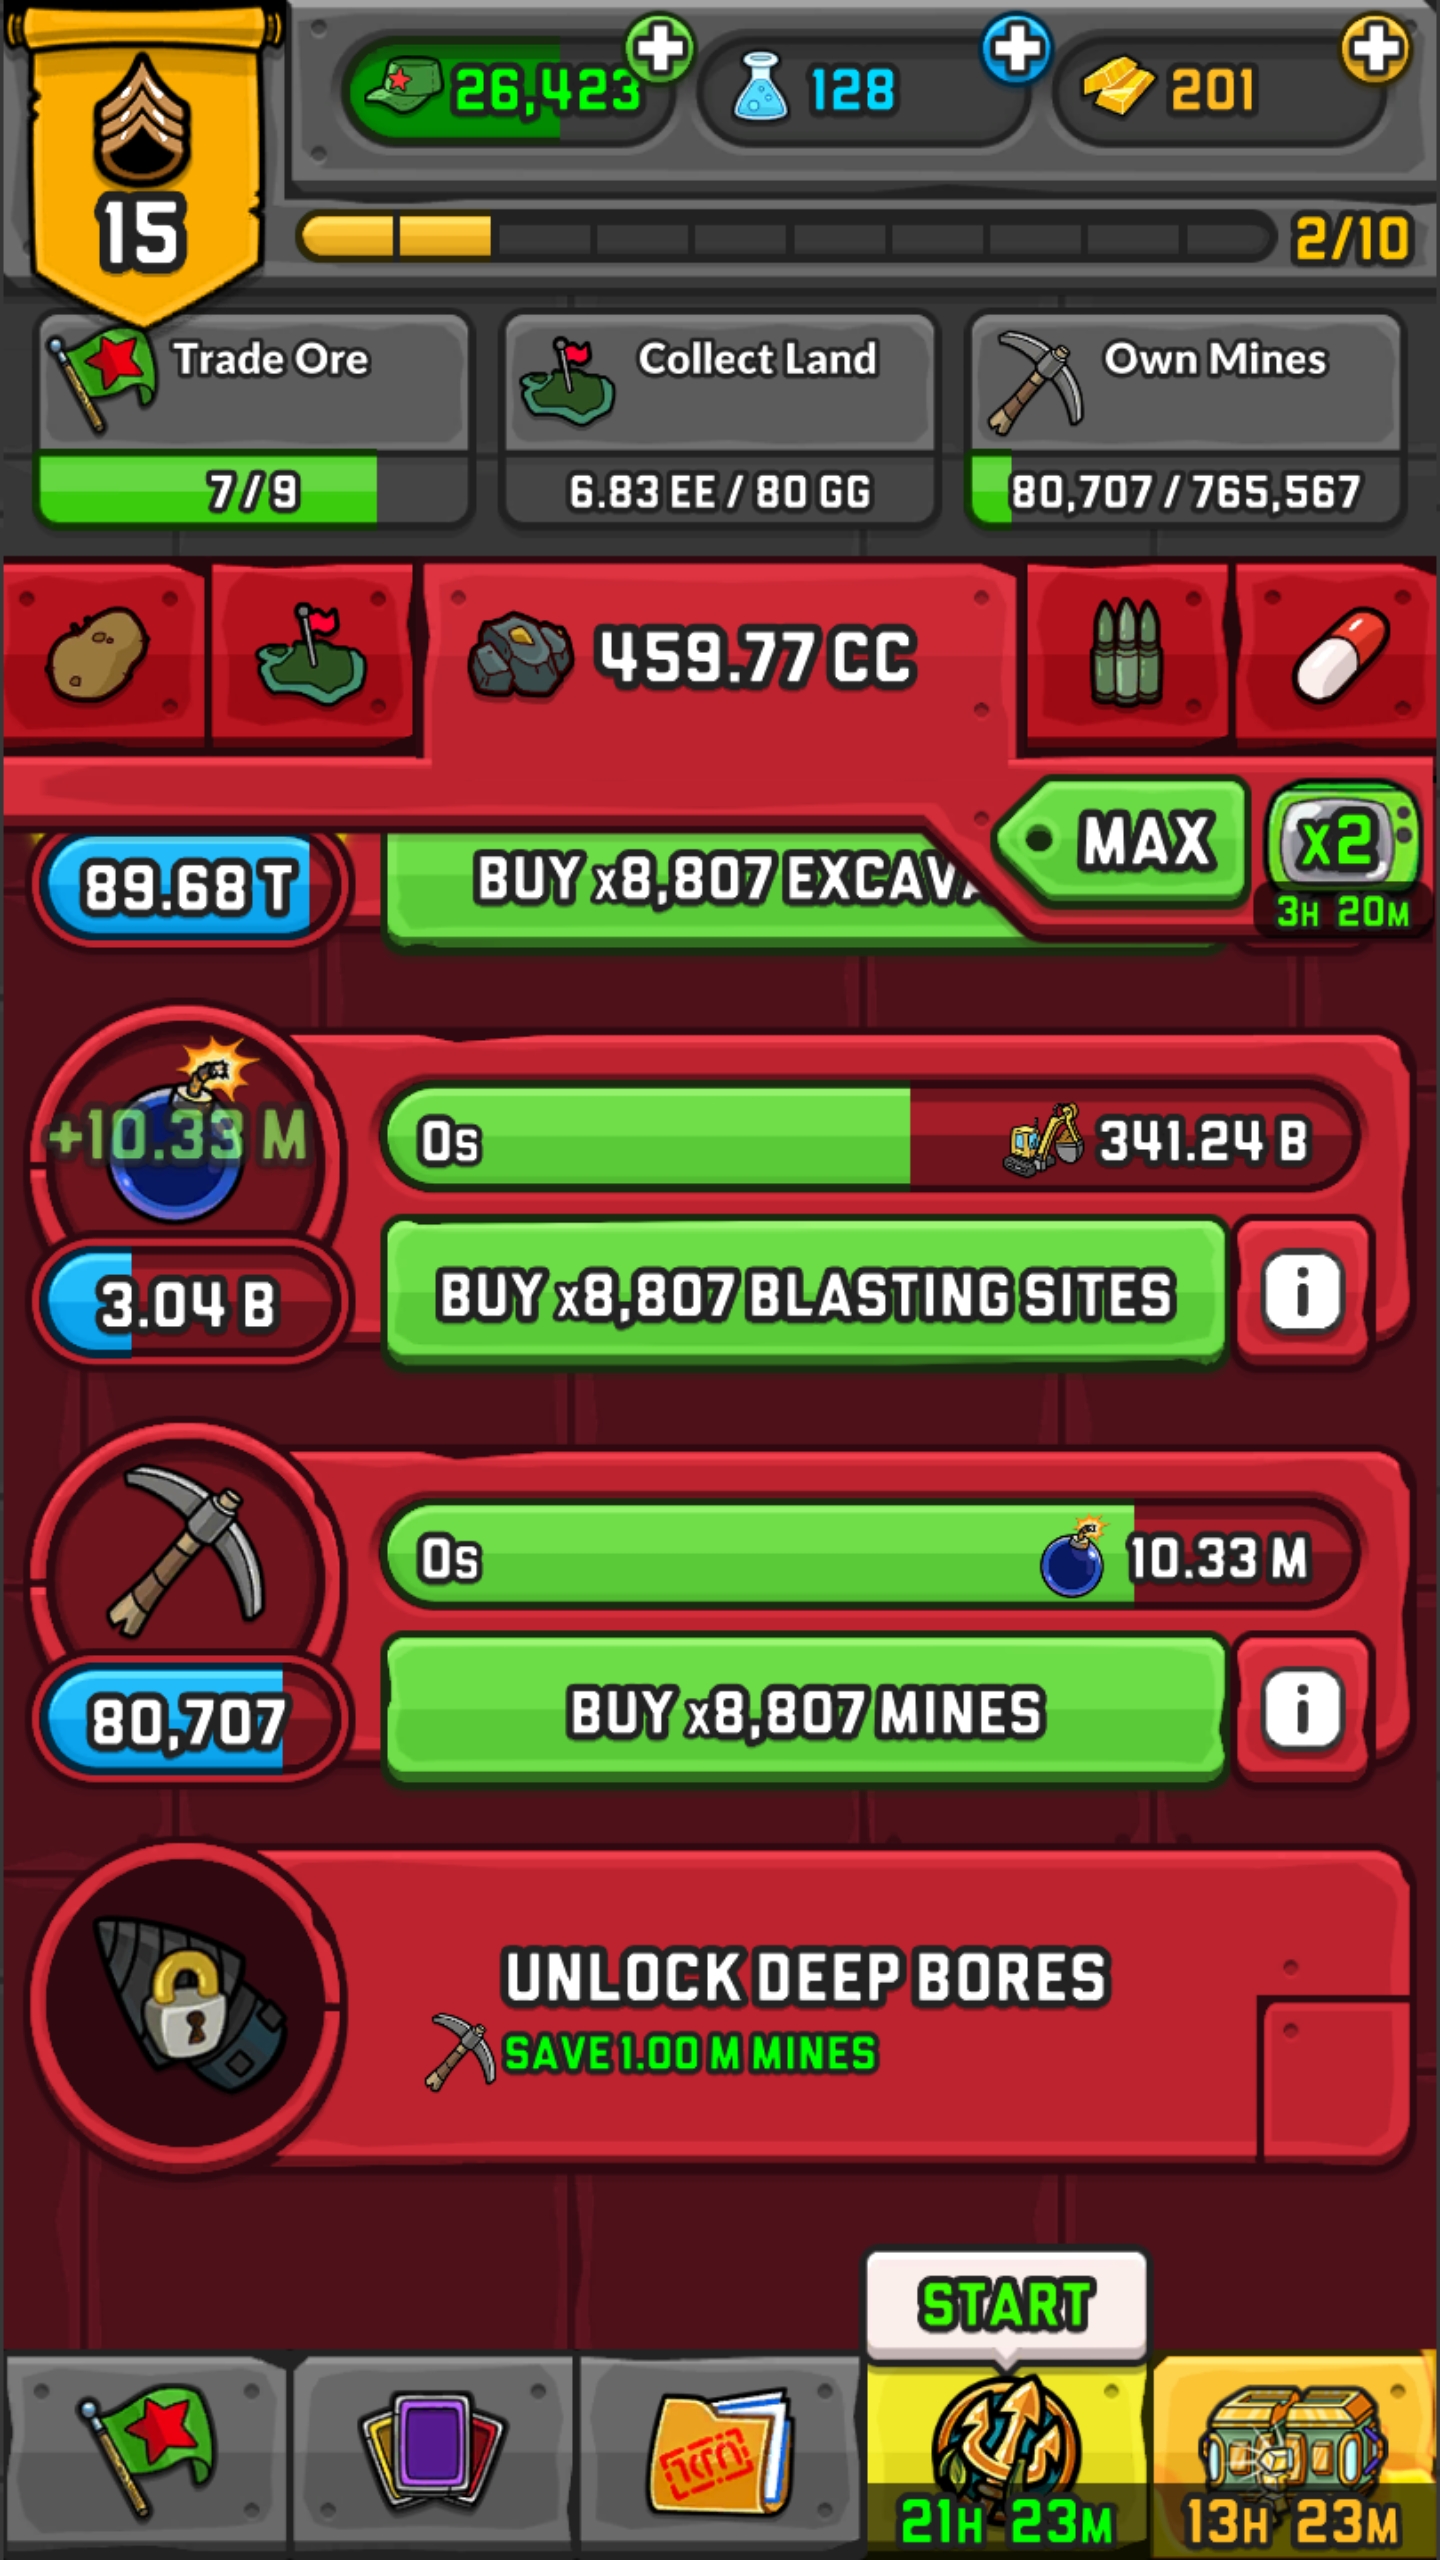 26,423
128
201
15
2/10
Trade Ore
Collect Land
Own Mines
7/9
6.83 EE / 80 GG
80,707 / 765,567
459.77 CC
MAX
x2
3H 20M
89.68 T
BUY x8,807
+10.33 M
0s
341.24 B
3.04 B
BUY x8,807 BLASTING SITES
i
0s
10.33 M
80,707
BUY x8,807 MINES
i
UNLOCK DEEP BORES
SAVE 1.00 M MINES
START
21H 23M
13H 23M